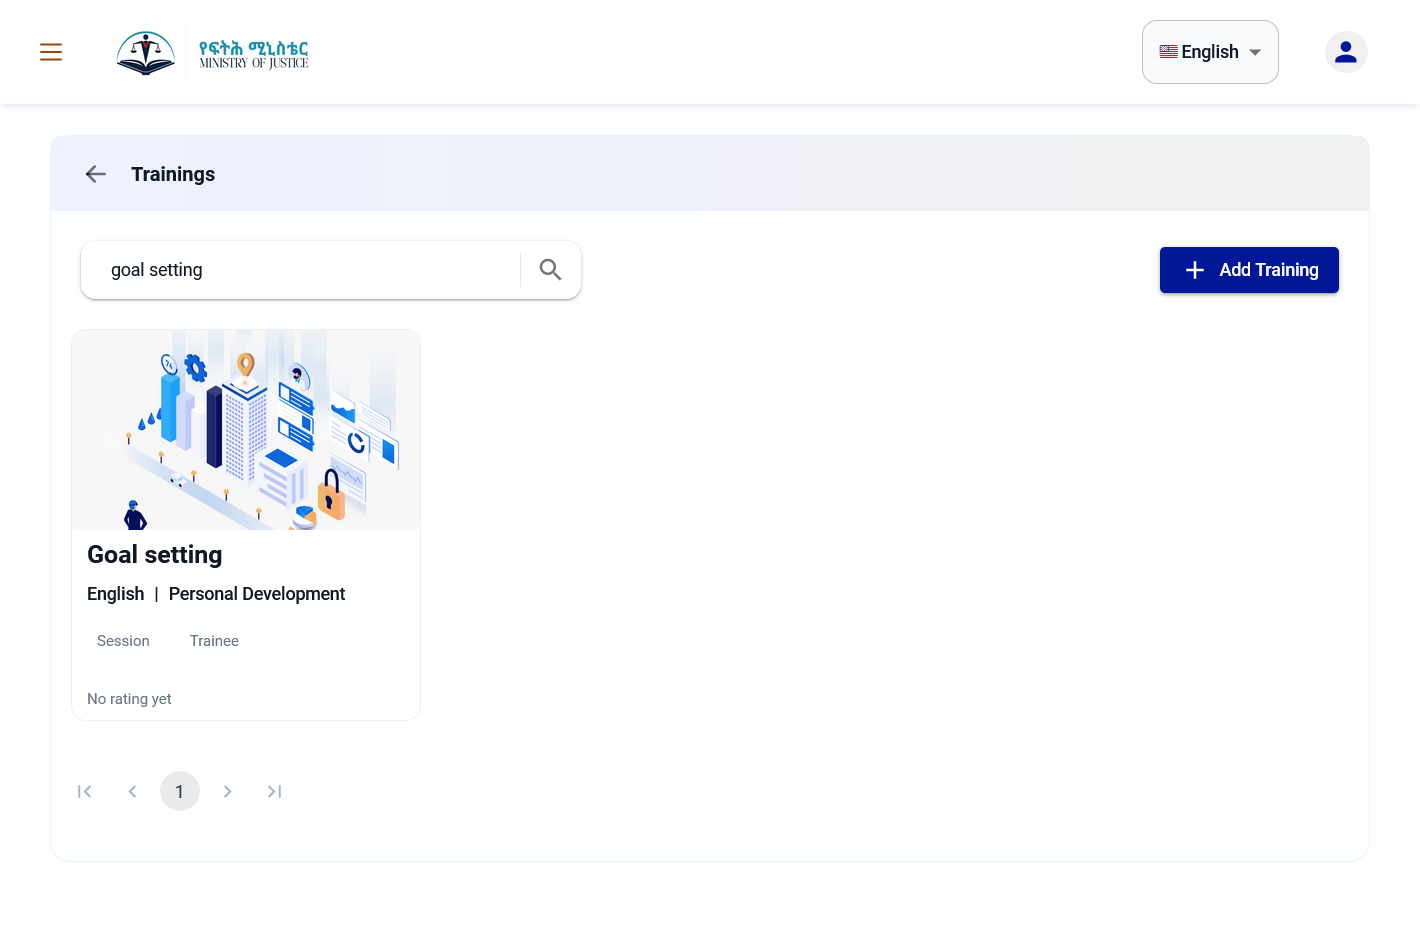 የፍትሕ ሚኒስቴር
MINISTRY OF JUSTICE
English
Trainings
goal setting
Add Training
Goal setting
English | Personal Development
Session Trainee
No rating yet
1